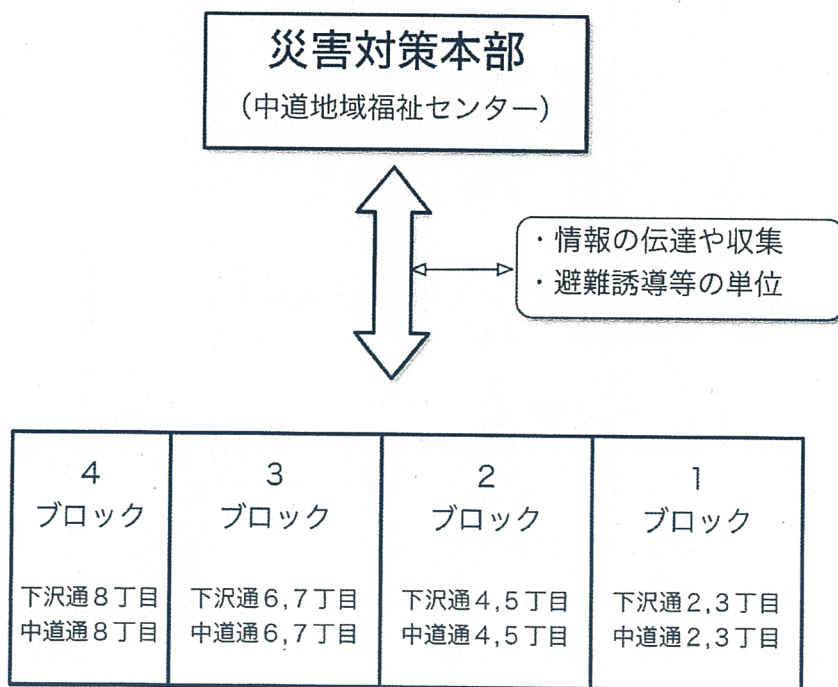 災害対策本部
(中道地域福祉センター)
・情報の伝達や収集
・避難誘導等の単位
4
ブロック
下沢通8丁目
中道通8丁目
3
ブロック
下沢通6,7丁目
中道通6,7丁目
2
ブロック
下沢通4,5丁目
中道通4,5丁目
1
ブロック
下沢通2,3丁目
中道通2,3丁目